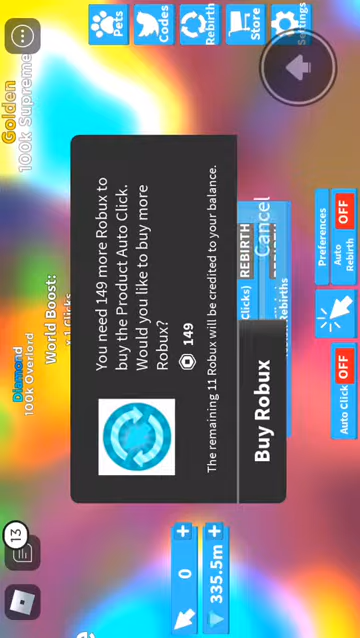 Pets
Codes
Rebirth
Store
Settings
Golden
100k Supreme
Diamond
100k Overlord
World Boost:
You need 149 more Robux to
buy the Product Auto Click.
Would you like to buy more
Robux?
149
The remaining 11 Robux will be credited to your balance.
Buy Robux
Cancel
Clicks) REBIRTH
Rebirths
Preferences
Auto
Rebirth
OFF
Auto Click
OFF
13
0
335.5m